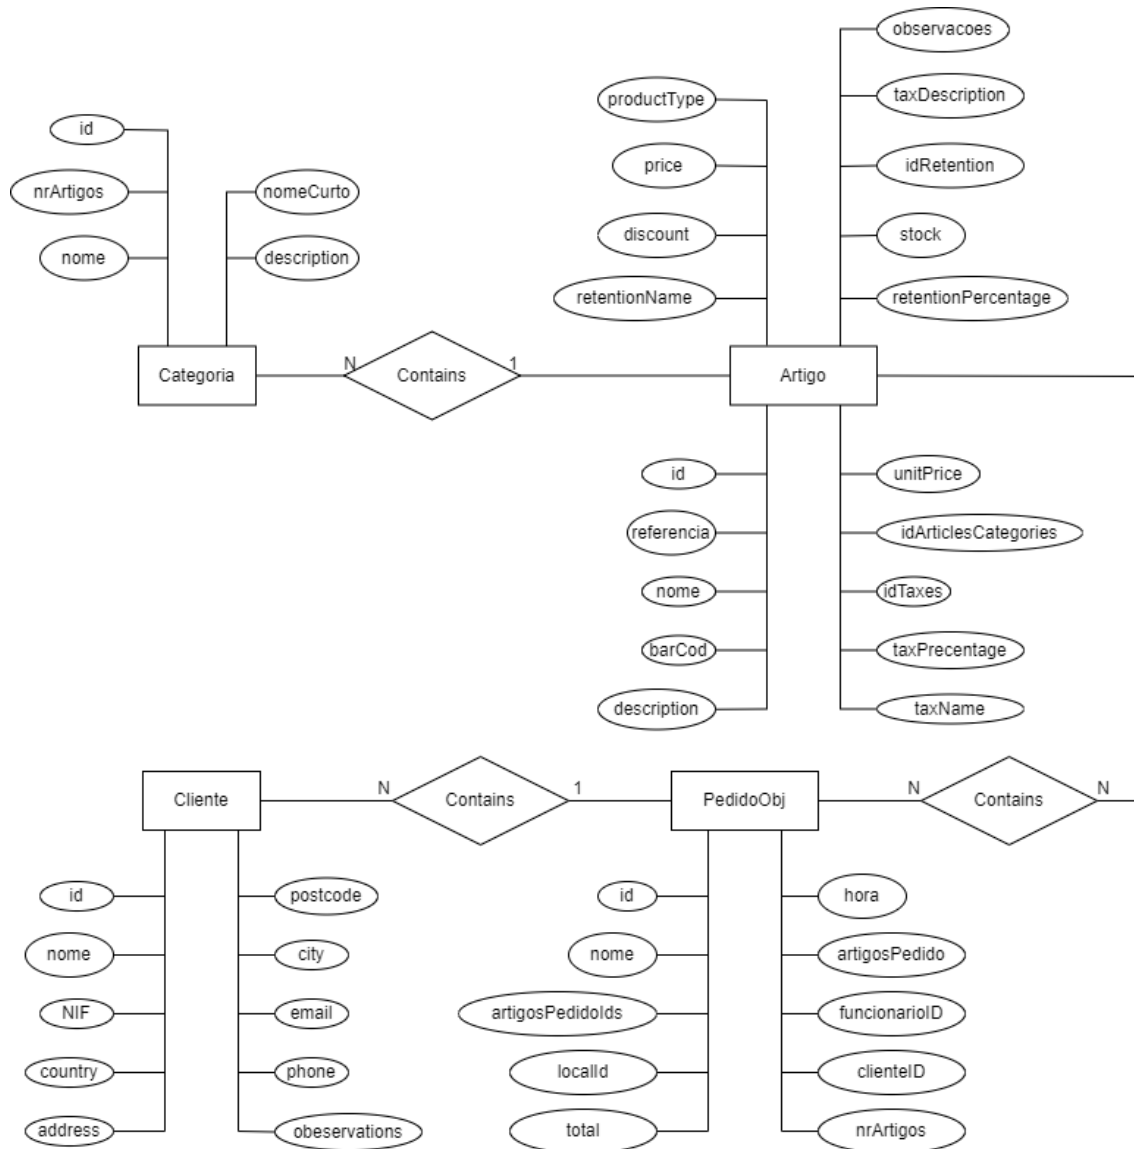 observacoes
productType
taxDescription
id
price
idRetention
nrArtigos
nomeCurto
discount
stock
nome
description
retentionName
retentionPercentage
Categoria
N
Contains
1
Artigo
id
unitPrice
referencia
idArticlesCategories
nome
idTaxes
barCod
taxPrecentage
description
taxName
Cliente
N
Contains
1
PedidoObj
N
Contains
N
id
postcode
id
hora
nome
city
nome
artigosPedido
NIF
email
artigosPedidoIds
funcionarioID
country
phone
localId
clienteID
address
obeservations
total
nrArtigos